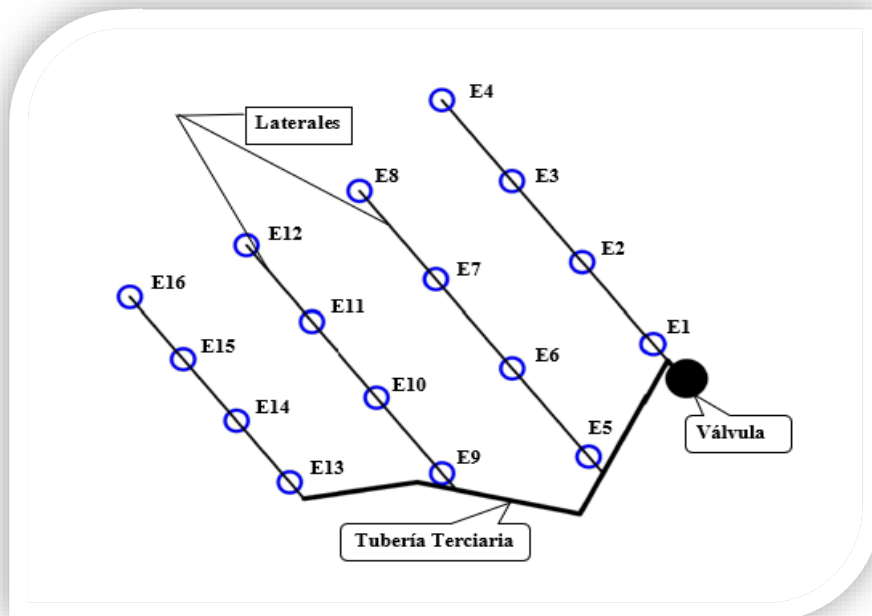 E4
Laterales
E3
E8
E12
E2
E7
E16
E11
E1
E15
E6
E10
E14
E5
Válvula
E9
E13
Tubería Terciaria